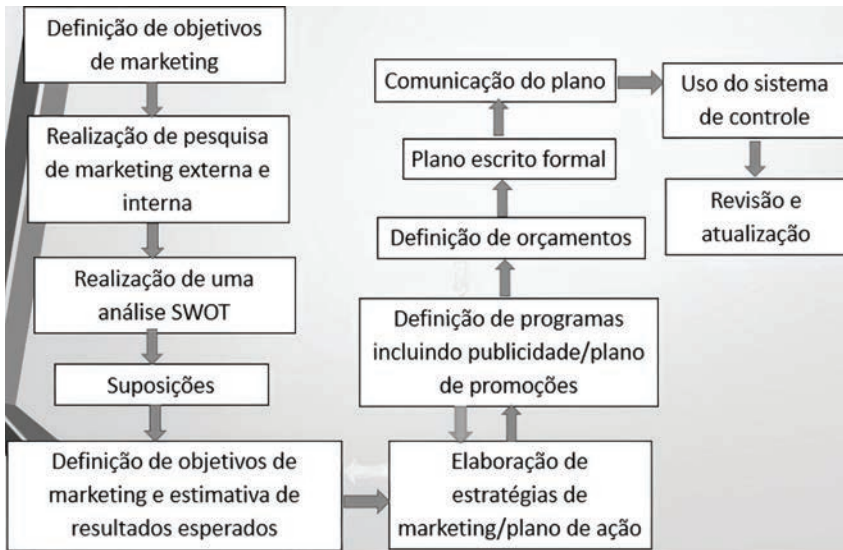 Definição de objetivos
de marketing
Realização de pesquisa
de marketing externa e
interna
Realização de uma
análise SWOT
Suposições
Definição de objetivos de
marketing e estimativa de
resultados esperados
Elaboração de
estratégias de
marketing/plano de ação
Definição de programas
incluindo publicidade/plano
de promoções
Definição de orçamentos
Plano escrito formal
Comunicação do plano
Uso do sistema
de controle
Revisão e
atualização